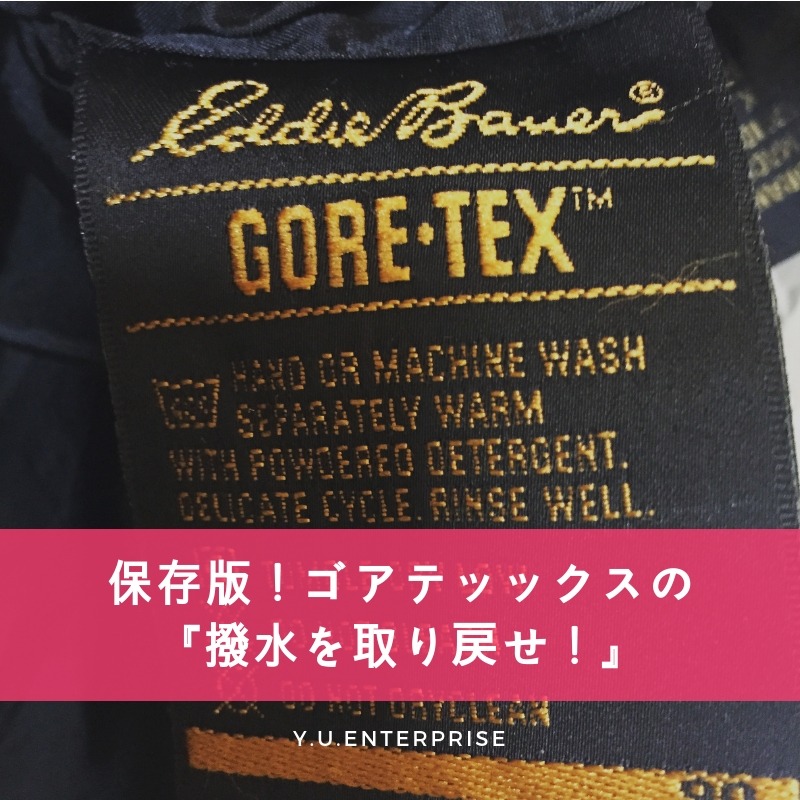 Eddie Bauer®
GORE-TEX™
HAND OR MACHINE WASH
SEPARATELY WARM
WITH POWDERED DETERGENT.
DELICATE CYCLE. RINSE WELL.
保存版！ゴアテッックスの
『撥水を取り戻せ！』
DO NOT DRYCLEAN
Y.U.ENTERPRISE